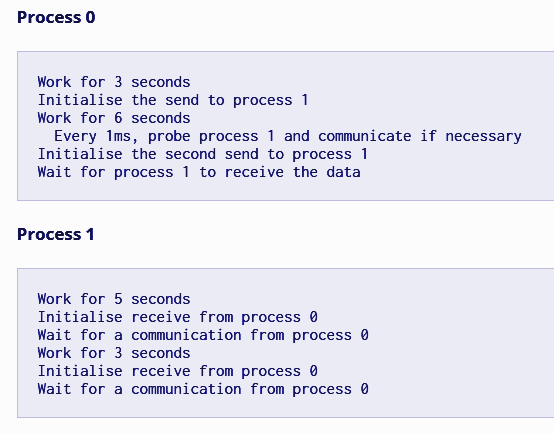 Process 0
Work for 3 seconds
Initialise the send to process 1
Work for 6 seconds
Every 1ms, probe process 1 and communicate if necessary
Initialise the second send to process 1
Wait for process 1 to receive the data
Process 1
Work for 5 seconds
Initialise receive from process 0
Wait for a communication from process 0
Work for 3 seconds
Initialise receive from process 0
Wait for a communication from process 0